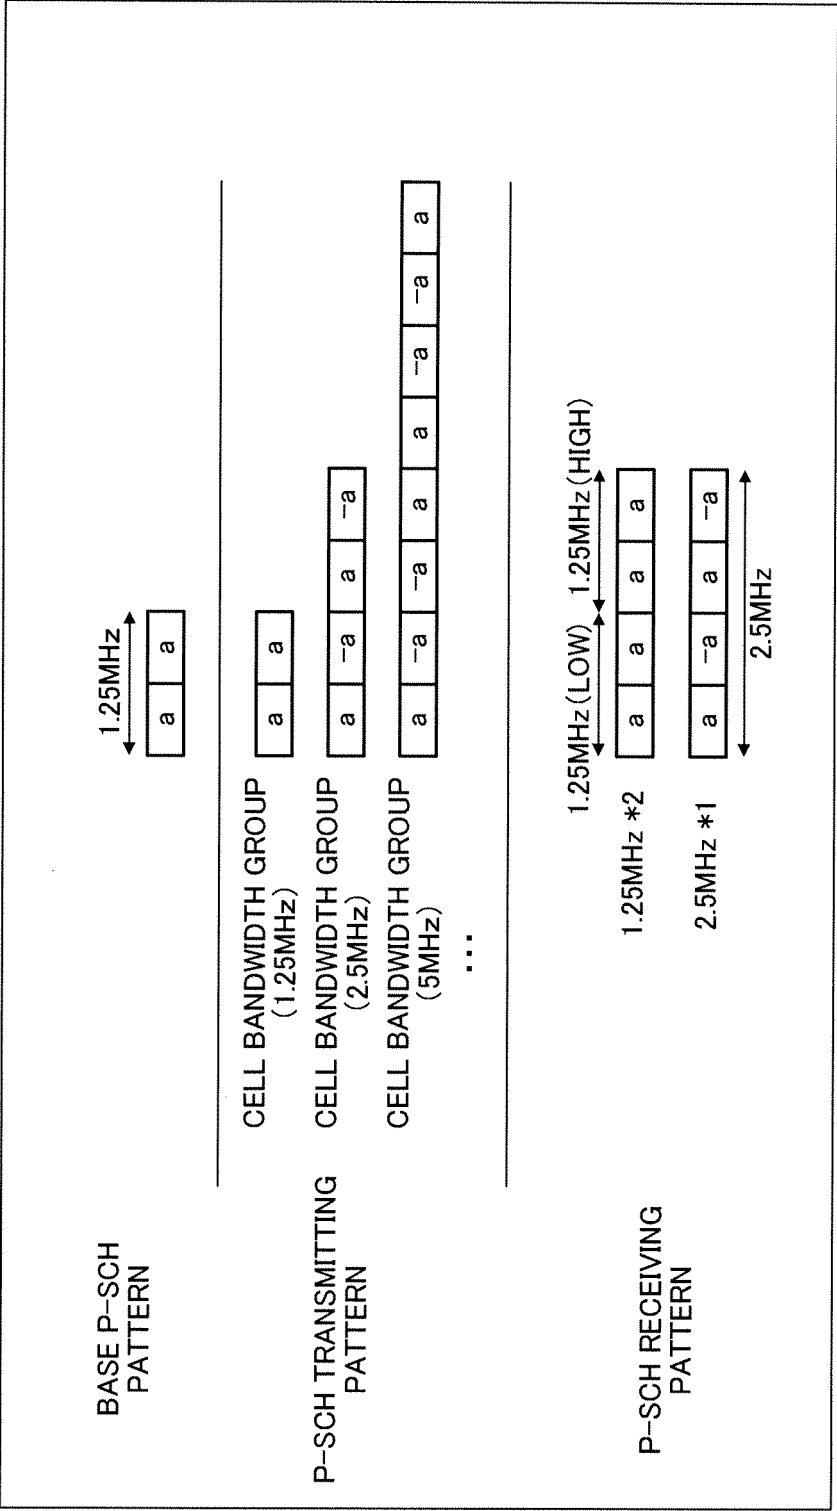 BASE P-SCH
PATTERN
1.25MHz
a a
P-SCH TRANSMITTING
PATTERN
CELL BANDWIDTH GROUP
(1.25MHz)
a a
CELL BANDWIDTH GROUP
(2.5MHz)
a -a a -a
CELL BANDWIDTH GROUP
(5MHz)
a -a -a a a -a -a a
...
P-SCH RECEIVING
PATTERN
1.25MHz(LOW) 1.25MHz(HIGH)
1.25MHz *2
a a a a
2.5MHz *1
a -a a -a
2.5MHz